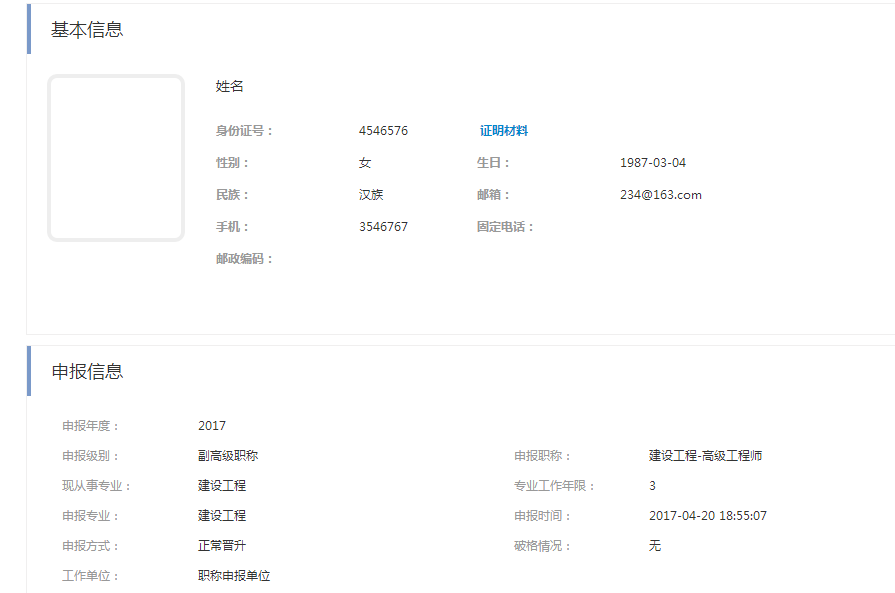 基本信息
姓名
身份证号： 4546576 证明材料
性别： 女 生日： 1987-03-04
民族： 汉族 邮箱： 234@163.com
手机： 3546767 固定电话：
邮政编码：
申报信息
申报年度： 2017
申报级别： 副高级职称 申报职称： 建设工程-高级工程师
现从事专业： 建设工程 专业工作年限： 3
申报专业： 建设工程 申报时间： 2017-04-20 18:55:07
申报方式： 正常晋升 破格情况： 无
工作单位： 职称申报单位